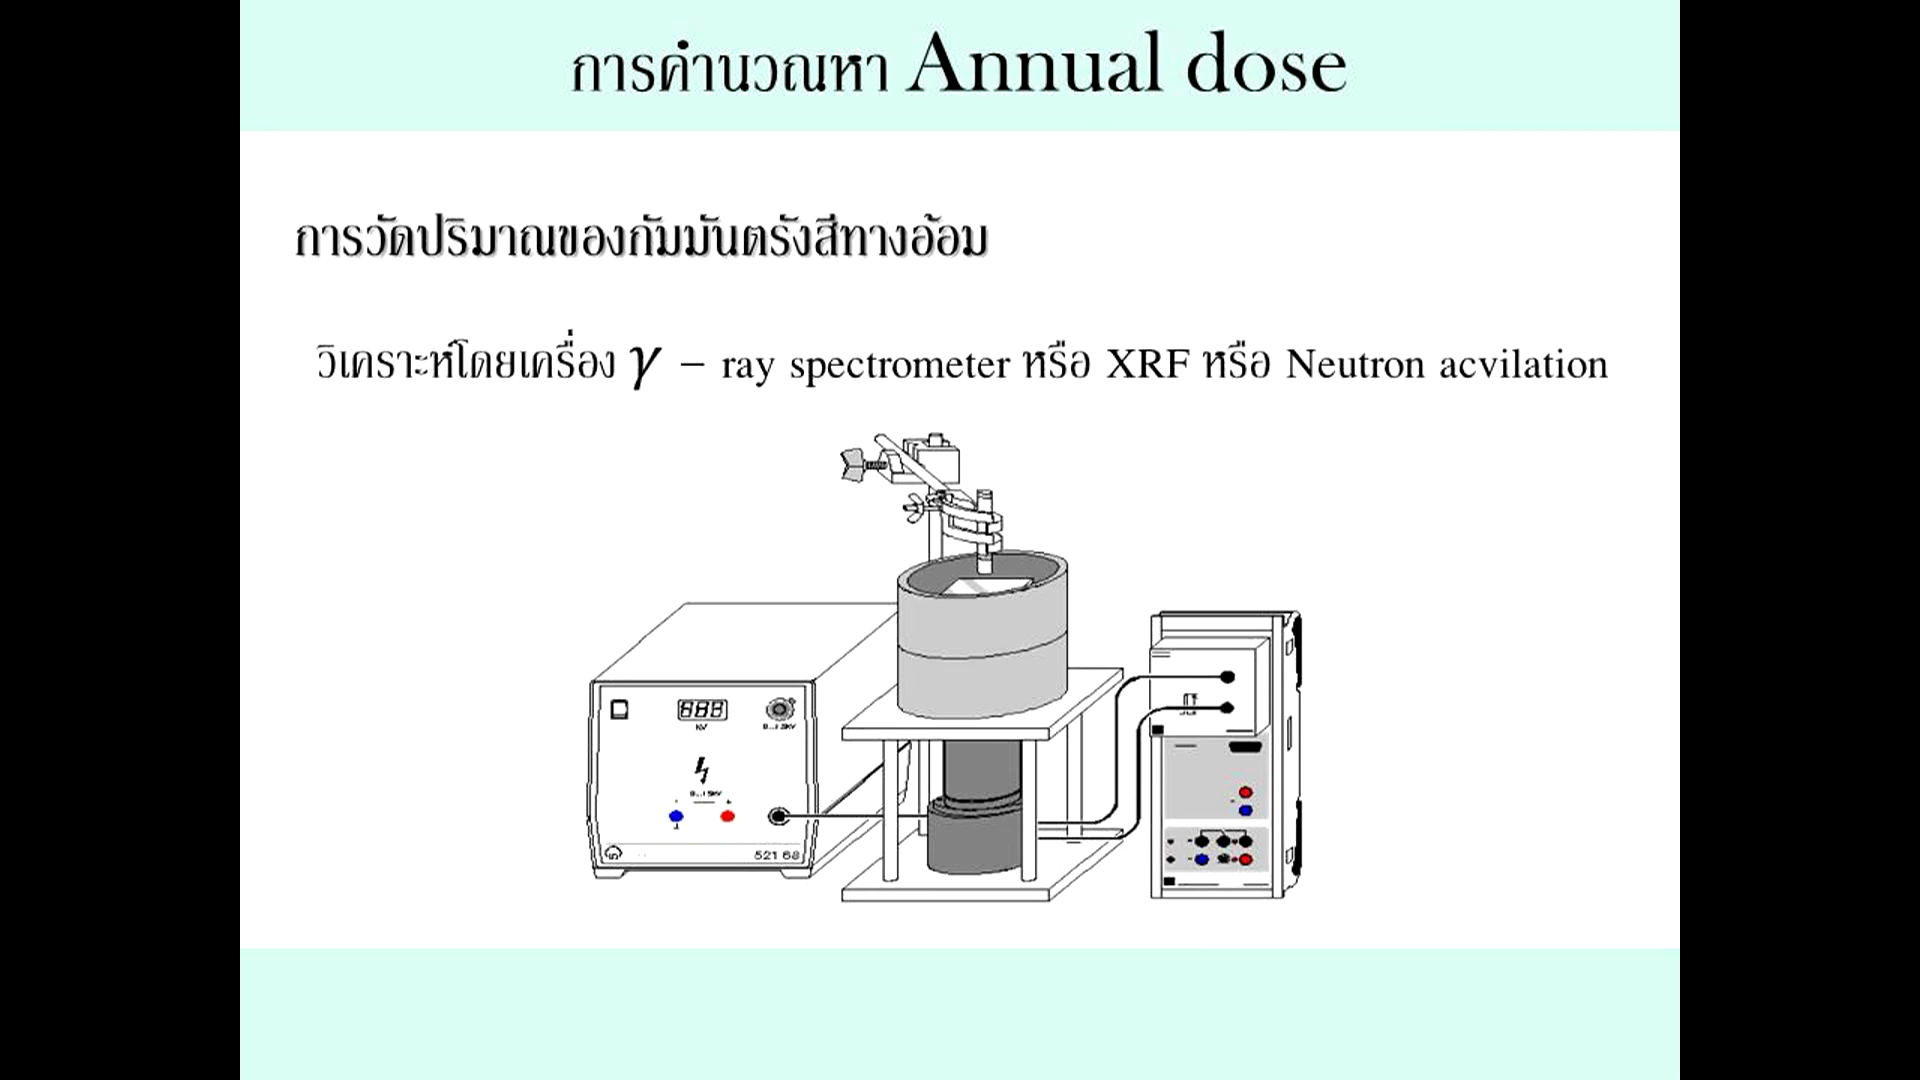 การคำนวณหา Annual dose
การวัดปริมาณของกัมมันตรังสีทางอ้อม
วิเคราะห์โดยเครื่อง γ – ray spectrometer หรือ XRF หรือ Neutron acvilation
521 68